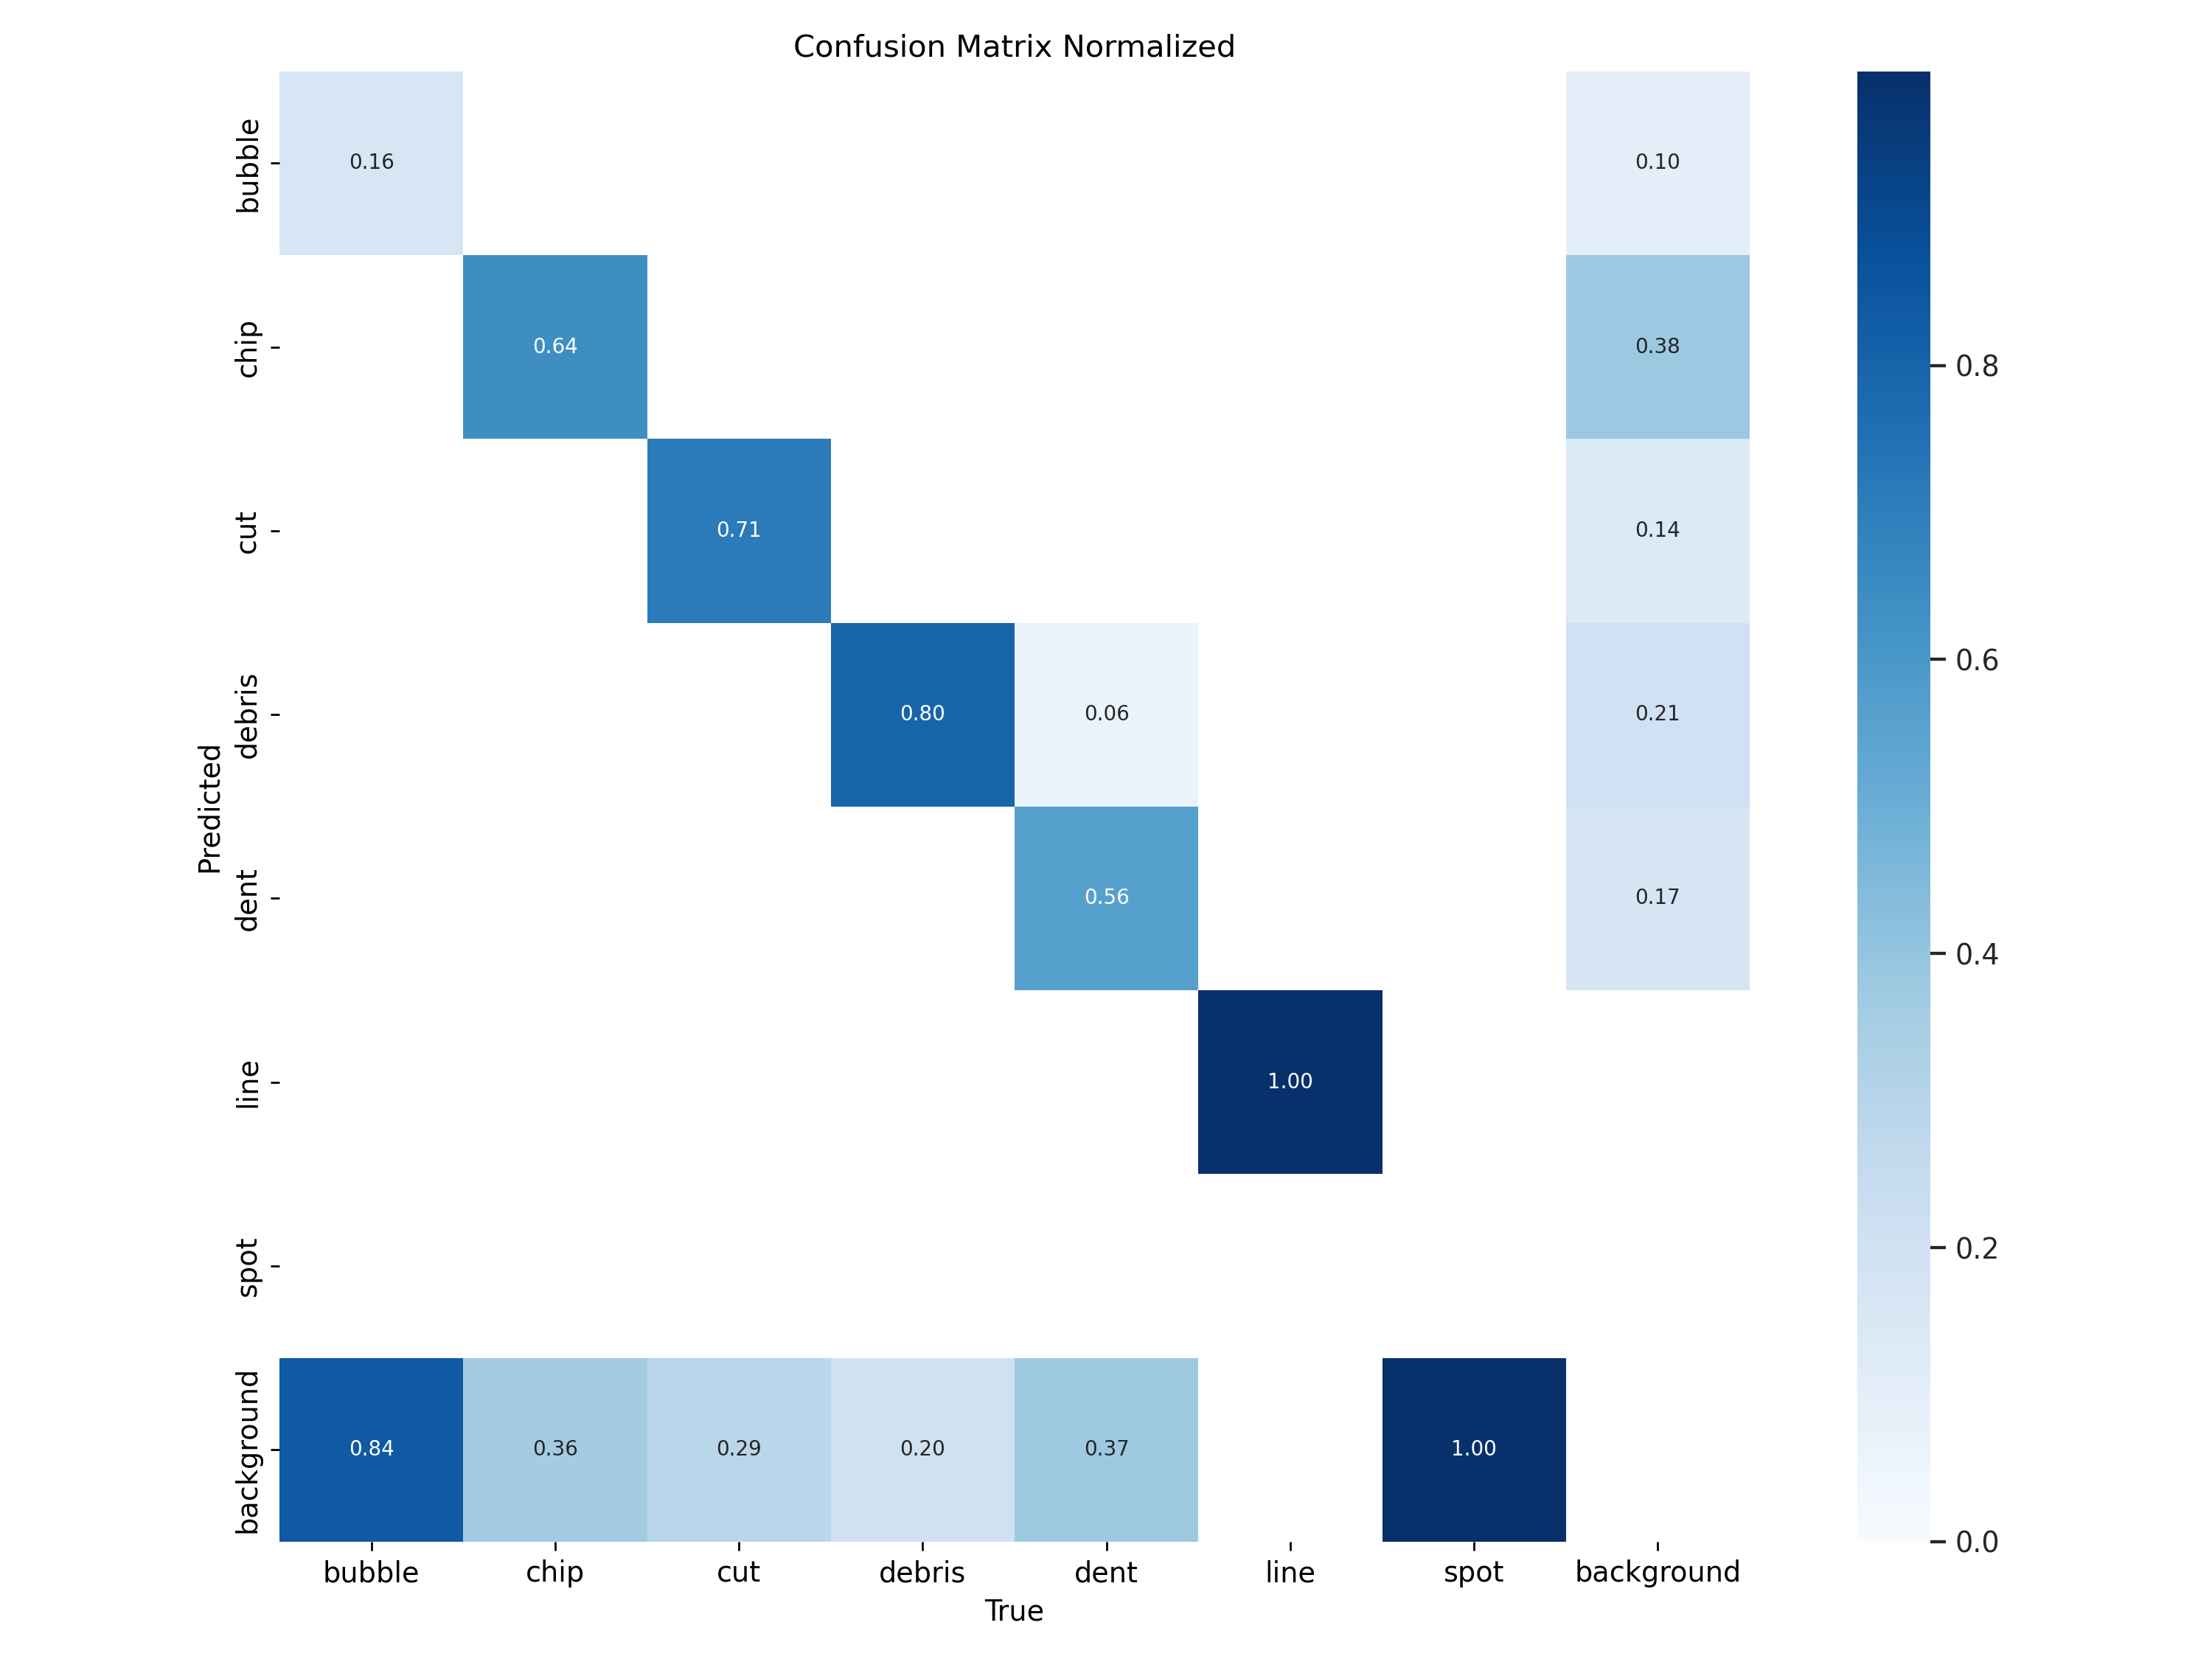 Confusion Matrix Normalized
bubble 0.16 0.10
chip 0.64 0.38
0.8
cut 0.71 0.14
0.6
debris 0.80 0.06 0.21
Predicted
dent 0.56 0.17
0.4
line 1.00
spot
0.2
background 0.84 0.36 0.29 0.20 0.37 1.00
0.0
bubble chip cut debris dent line spot background
True